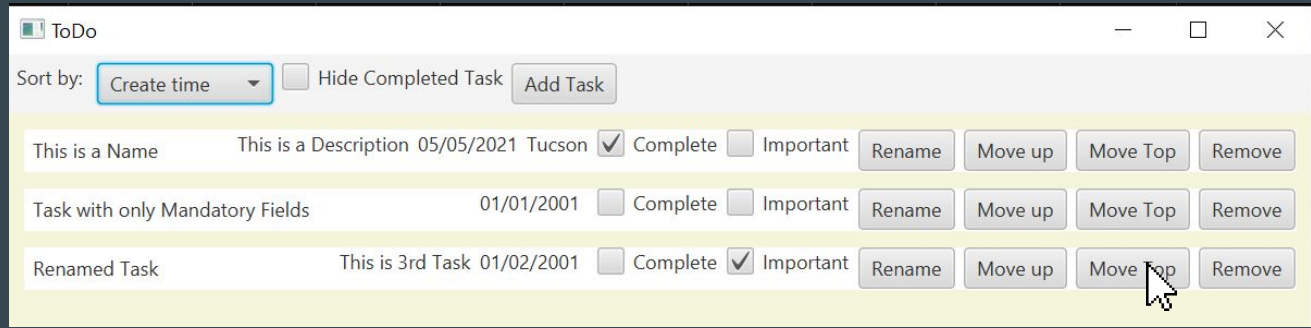 ToDo
Sort by: Create time Hide Completed Task Add Task
This is a Name This is a Description 05/05/2021 Tucson Complete Important Rename Move up Move Top Remove
Task with only Mandatory Fields 01/01/2001 Complete Important Rename Move up Move Top Remove
Renamed Task This is 3rd Task 01/02/2001 Complete Important Rename Move up Move Top Remove